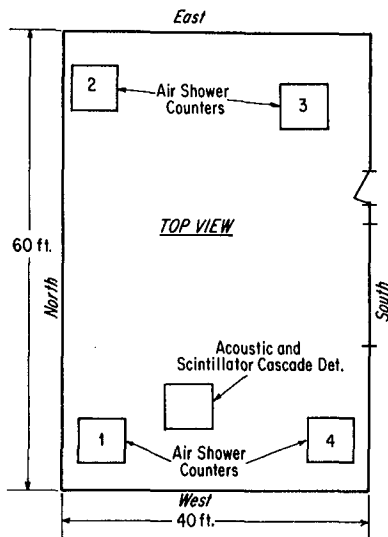 East
2
Air Shower
Counters
3
TOP VIEW
60 ft.
North
South
Acoustic and
Scintillator Cascade Det.
1
Air Shower
Counters
4
West
40 ft.